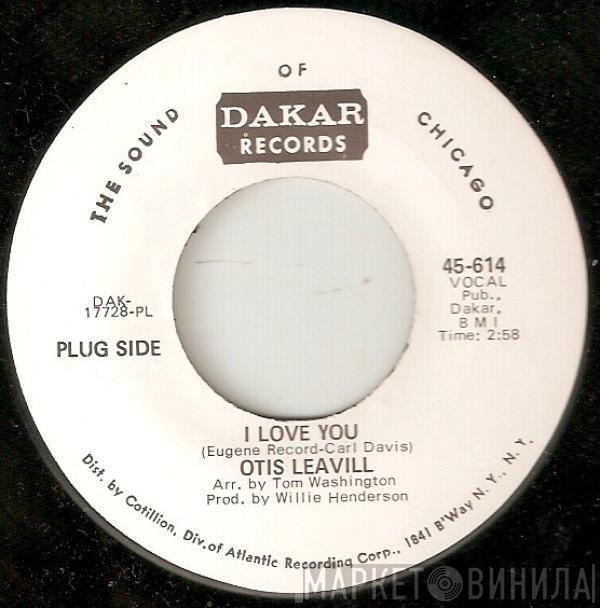 THE SOUND OF CHICAGO
DAKAR
RECORDS
45-614
VOCAL
Pub.,
Dakar,
BMI
Time: 2:58
DAK-
17728-PL
PLUG SIDE
I LOVE YOU
(Eugene Record-Carl Davis)
OTIS LEAVILL
Arr. by Tom Washington
Prod. by Willie Henderson
Dist. by Cotillion, Div. of Atlantic Recording Corp., 1841 B'Way N. Y., N. Y.
МАРКЕТ ВИНИЛА